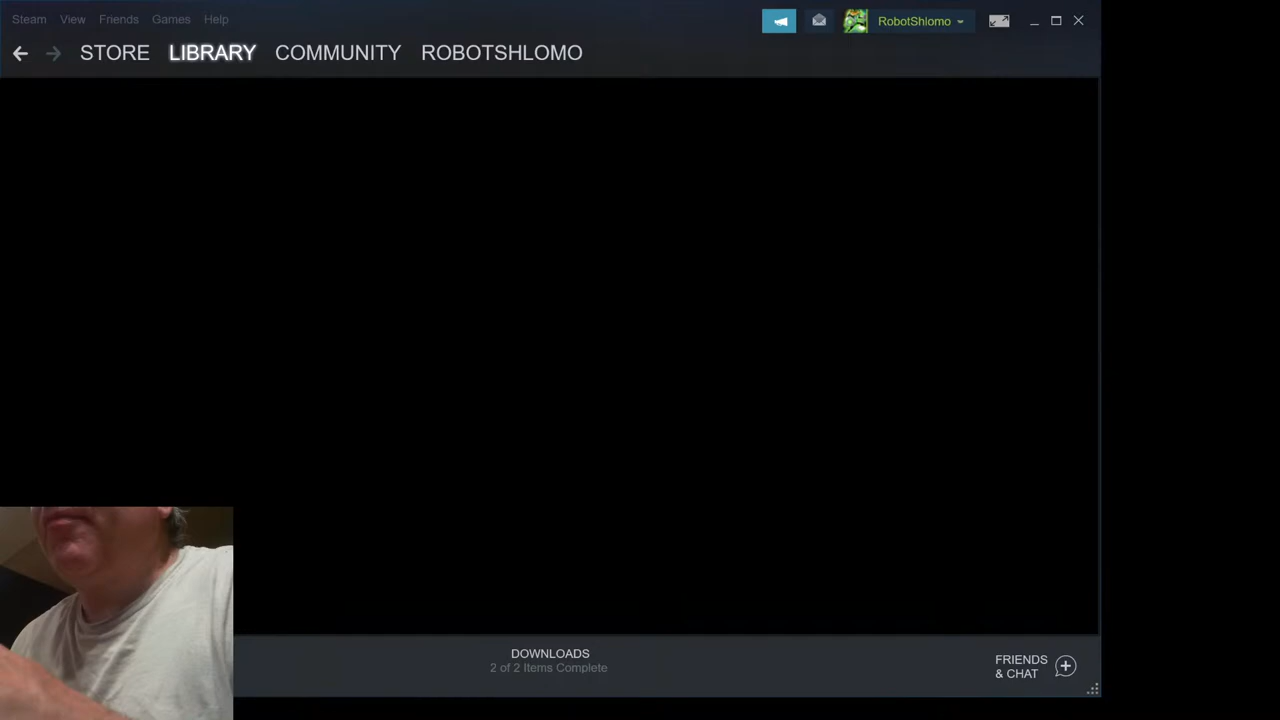 Steam View Friends Games Help
RobotShlomo
STORE LIBRARY COMMUNITY ROBOTSHLOMO
DOWNLOADS
2 of 2 Items Complete
FRIENDS
& CHAT